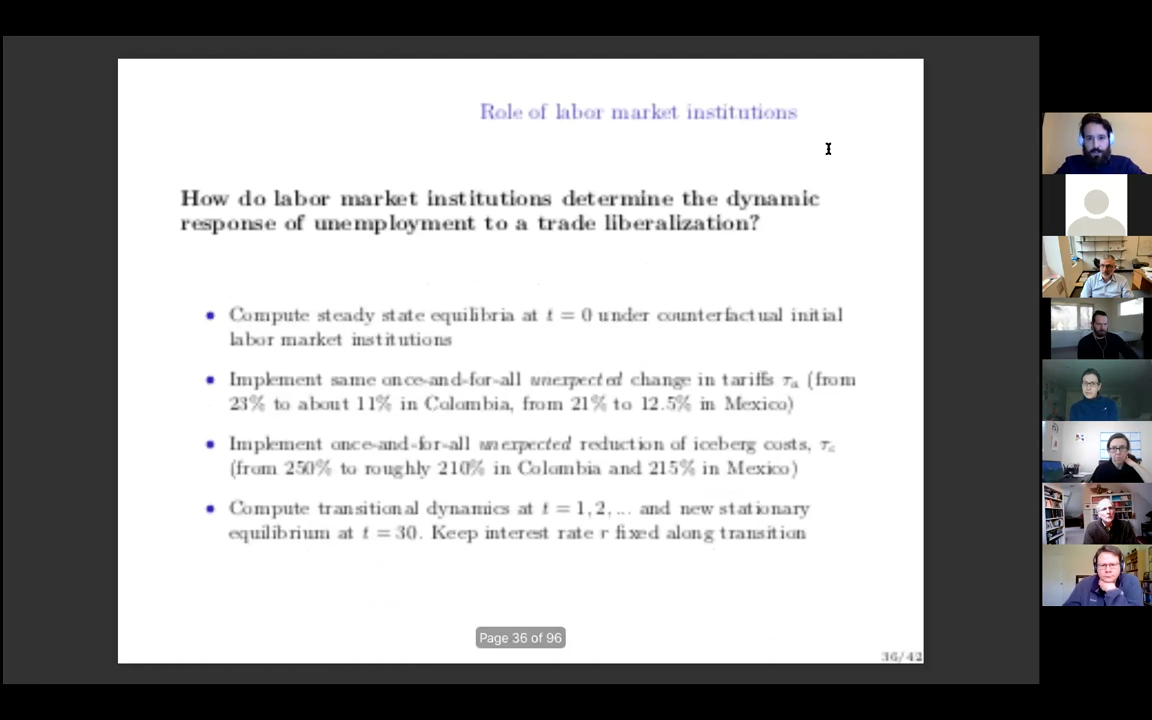 Role of labor market institutions
How do labor market institutions determine the dynamic
response of unemployment to a trade liberalization?
• Compute steady state equilibria at t = 0 under counterfactual initial
labor market institutions
• Implement same once-and-for-all unexpected change in tariffs τₐ (from
23% to about 11% in Colombia, from 21% to 12.5% in Mexico)
• Implement once-and-for-all unexpected reduction of iceberg costs, τ꜀
(from 250% to roughly 210% in Colombia and 215% in Mexico)
• Compute transitional dynamics at t = 1, 2, ... and new stationary
equilibrium at t = 30. Keep interest rate r fixed along transition
Page 36 of 96
36/42